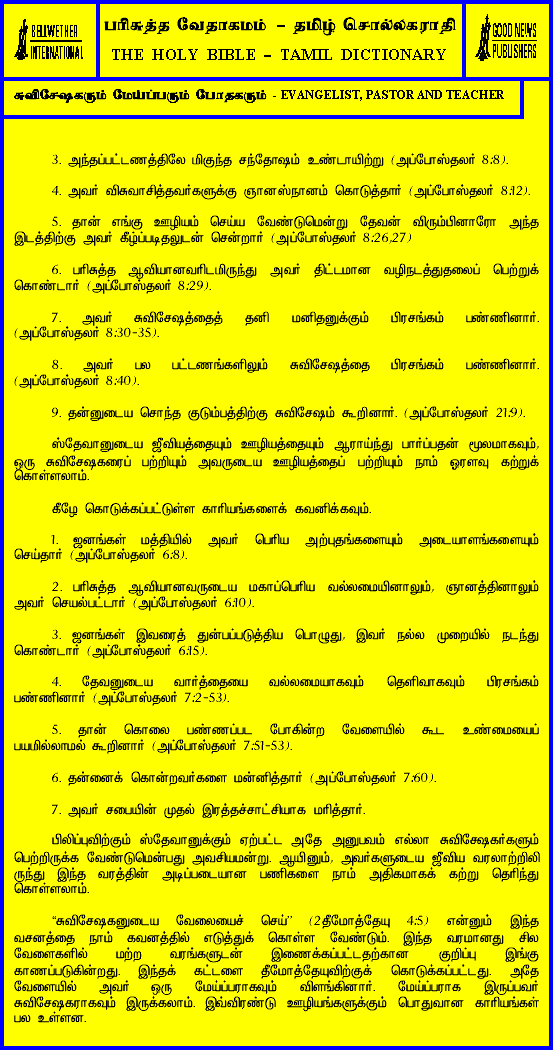 BELLWETHER
INTERNATIONAL
பரிசுத்த வேதாகமம் - தமிழ் சொல்லகராதி
THE HOLY BIBLE - TAMIL DICTIONARY
GOOD NEWS
PUBLISHERS
சுவிசேஷகரும் மேய்ப்பரும் போதகரும் - EVANGELIST, PASTOR AND TEACHER
3. அந்தப்பட்டணத்திலே மிகுந்த சந்தோஷம் உண்டாயிற்று (அப்போஸ்தலர் 8:8).
4. அவர் விசுவாசித்தவர்களுக்கு ஞானஸ்நானம் கொடுத்தார் (அப்போஸ்தலர் 8:12).
5. தான் எங்கு ஊழியம் செய்ய வேண்டுமென்று தேவன் விரும்பினாரோ அந்த
இடத்திற்கு அவர் கீழ்ப்படிதலுடன் சென்றார் (அப்போஸ்தலர் 8:26,27)
6. பரிசுத்த ஆவியானவரிடமிருந்து அவர் திட்டமான வழிநடத்துதலைப் பெற்றுக்
கொண்டார் (அப்போஸ்தலர் 8:29).
7. அவர் சுவிசேஷத்தைத் தனி மனிதனுக்கும் பிரசங்கம் பண்ணினார்.
(அப்போஸ்தலர் 8:30-35).
8. அவர் பல பட்டணங்களிலும் சுவிசேஷத்தை பிரசங்கம் பண்ணினார்.
(அப்போஸ்தலர் 8:40).
9. தன்னுடைய சொந்த குடும்பத்திற்கு சுவிசேஷம் கூறினார். (அப்போஸ்தலர் 21:9).
ஸ்தேவானுடைய ஜீவியத்தையும் ஊழியத்தையும் ஆராய்ந்து பார்ப்பதன் மூலமாகவும்,
ஒரு சுவிசேஷகரைப் பற்றியும் அவருடைய ஊழியத்தைப் பற்றியும் நாம் ஓரளவு கற்றுக்
கொள்ளலாம்.
கீழே கொடுக்கப்பட்டுள்ள காரியங்களைக் கவனிக்கவும்.
1. ஜனங்கள் மத்தியில் அவர் பெரிய அற்புதங்களையும் அடையாளங்களையும்
செய்தார் (அப்போஸ்தலர் 6:8).
2. பரிசுத்த ஆவியானவருடைய மகாப்பெரிய வல்லமையினாலும், ஞானத்தினாலும்
அவர் செயல்பட்டார் (அப்போஸ்தலர் 6:10).
3. ஜனங்கள் இவரைத் துன்பப்படுத்திய பொழுது, இவர் நல்ல முறையில் நடந்து
கொண்டார் (அப்போஸ்தலர் 6:15).
4. தேவனுடைய வார்த்தையை வல்லமையாகவும் தெளிவாகவும் பிரசங்கம்
பண்ணினார் (அப்போஸ்தலர் 7:2-53).
5. தான் கொலை பண்ணப்பட போகின்ற வேளையில் கூட உண்மையைப்
பயமில்லாமல் கூறினார் (அப்போஸ்தலர் 7:51-53).
6. தன்னைக் கொன்றவர்களை மன்னித்தார் (அப்போஸ்தலர் 7:60).
7. அவர் சபையின் முதல் இரத்தச்சாட்சியாக மரித்தார்.
பிலிப்புவிற்கும் ஸ்தேவானுக்கும் ஏற்பட்ட அதே அனுபவம் எல்லா சுவிக்ஷேகர்களும்
பெற்றிருக்க வேண்டுமென்பது அவசியமன்று. ஆயினும், அவர்களுடைய ஜீவிய வரலாற்றிலி
ருந்து இந்த வரத்தின் அடிப்படையான பணிகளை நாம் அதிகமாகக் கற்று தெரிந்து
கொள்ளலாம்.
“சுவிசேஷகனுடைய வேலையைச் செய்” (2தீமோத்தேயு 4:5) என்னும் இந்த
வசனத்தை நாம் கவனத்தில் எடுத்துக் கொள்ள வேண்டும். இந்த வரமானது சில
வேளைகளில் மற்ற வரங்களுடன் இணைக்கப்பட்டதற்கான குறிப்பு இங்கு
காணப்படுகின்றது. இந்தக் கட்டளை தீமோத்தேயுவிற்குக் கொடுக்கப்பட்டது. அதே
வேளையில் அவர் ஒரு மேய்ப்பராகவும் விளங்கினார். மேய்ப்பராக இருப்பவர்
சுவிசேஷகராகவும் இருக்கலாம். இவ்விரண்டு ஊழியங்களுக்கும் பொதுவான காரியங்கள்
பல உள்ளன.